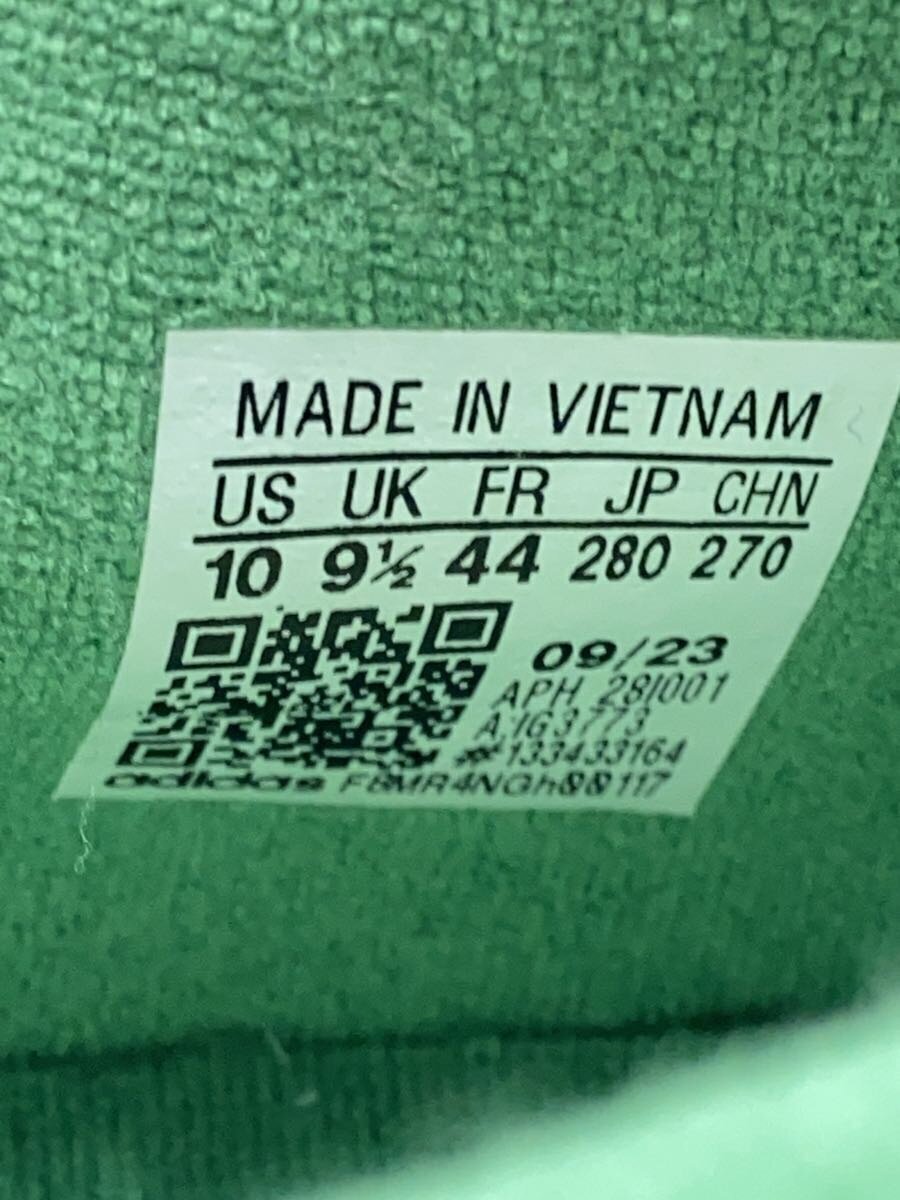 MADE IN VIETNAM
US UK FR JP CHN
10 9½ 44 280 270
09/23
APH 28I001
A.IG3773
#133433164
adidas F8MR4NGh00117